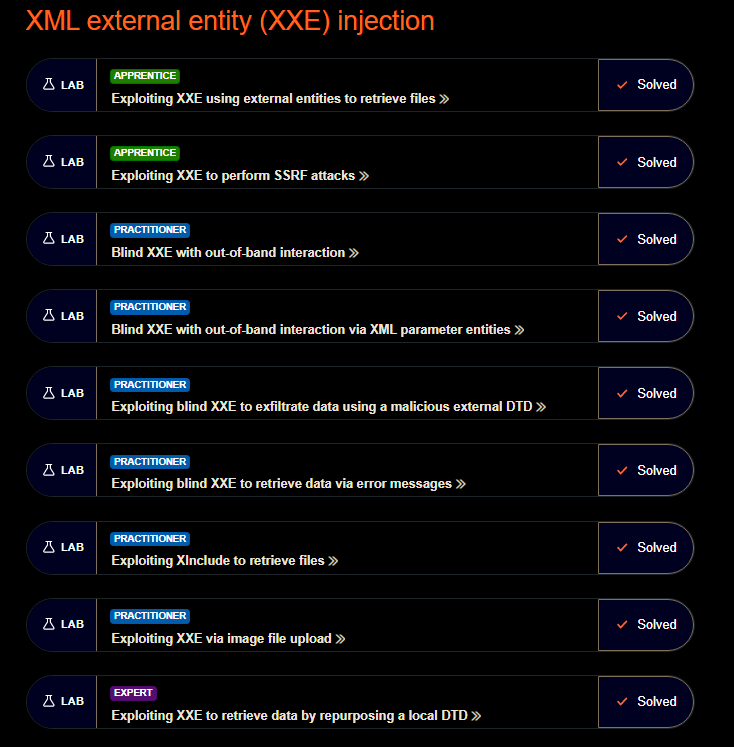 XML external entity (XXE) injection
APPRENTICE
LAB
Exploiting XXE using external entities to retrieve files
Solved
APPRENTICE
LAB
Exploiting XXE to perform SSRF attacks
Solved
PRACTITIONER
LAB
Blind XXE with out-of-band interaction
Solved
PRACTITIONER
LAB
Blind XXE with out-of-band interaction via XML parameter entities
Solved
PRACTITIONER
LAB
Exploiting blind XXE to exfiltrate data using a malicious external DTD
Solved
PRACTITIONER
LAB
Exploiting blind XXE to retrieve data via error messages
Solved
PRACTITIONER
LAB
Exploiting XInclude to retrieve files
Solved
PRACTITIONER
LAB
Exploiting XXE via image file upload
Solved
EXPERT
LAB
Exploiting XXE to retrieve data by repurposing a local DTD
Solved